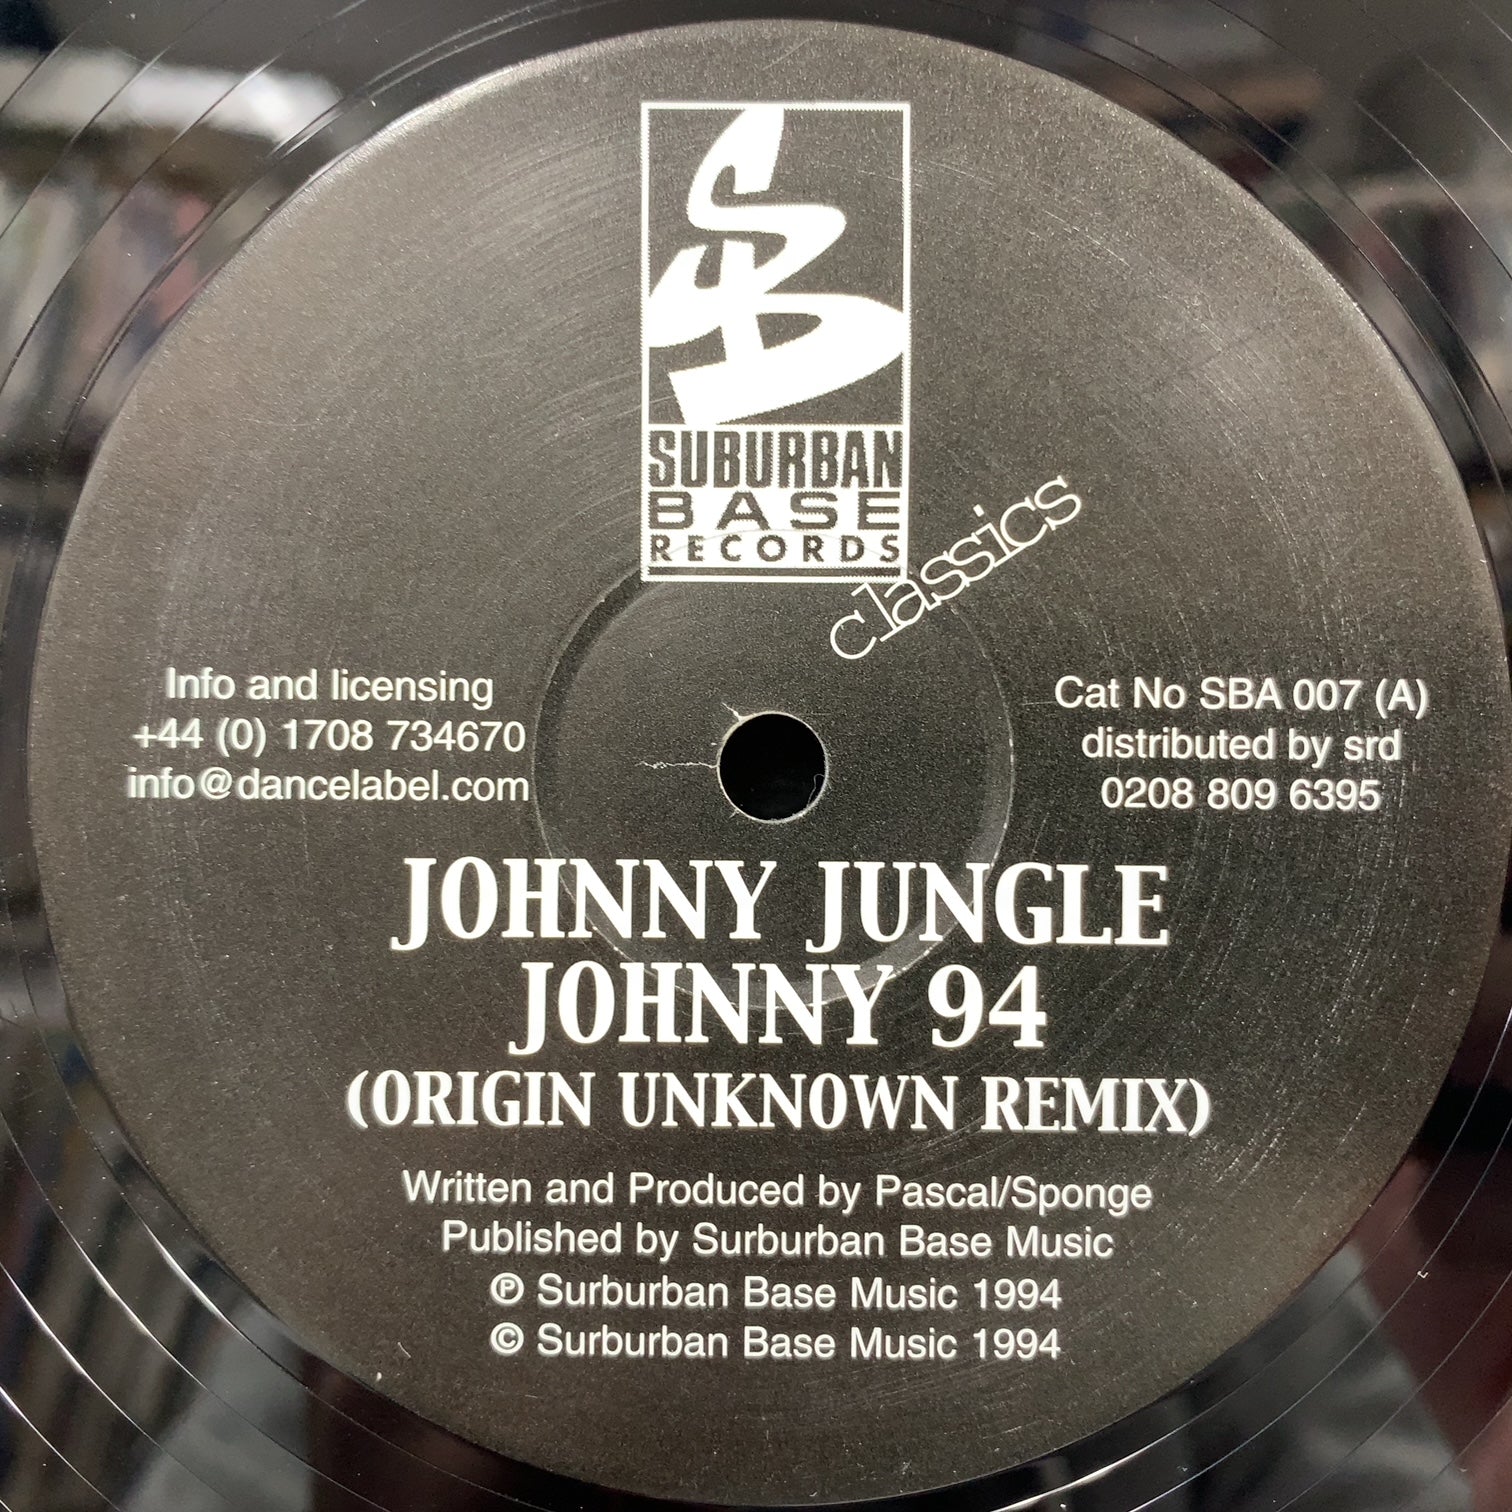 SUBURBAN
BASE
RECORDS
classics
Info and licensing
+44 (0) 1708 734670
info@dancelabel.com
Cat No SBA 007 (A)
distributed by srd
0208 809 6395
JOHNNY JUNGLE
JOHNNY 94
(ORIGIN UNKNOWN REMIX)
Written and Produced by Pascal/Sponge
Published by Surburban Base Music
℗ Surburban Base Music 1994
© Surburban Base Music 1994